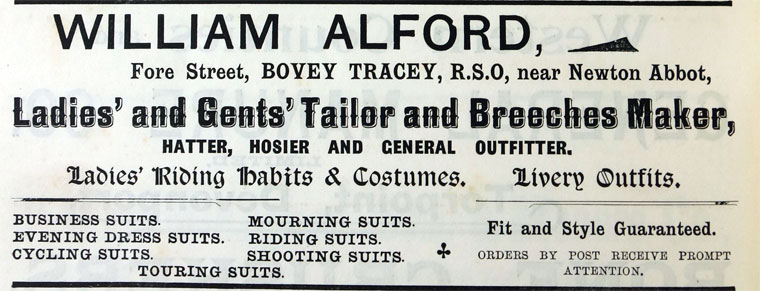 WILLIAM ALFORD,
Fore Street, BOVEY TRACEY, R.S.O, near Newton Abbot,
Ladies' and Gents' Tailor and Breeches Maker,
HATTER, HOSIER AND GENERAL OUTFITTER.
Ladies' Riding Habits & Costumes. Livery Outfits.
BUSINESS SUITS.
EVENING DRESS SUITS.
CYCLING SUITS.
MOURNING SUITS.
RIDING SUITS.
SHOOTING SUITS.
TOURING SUITS.
Fit and Style Guaranteed.
ORDERS BY POST RECEIVE PROMPT
ATTENTION.